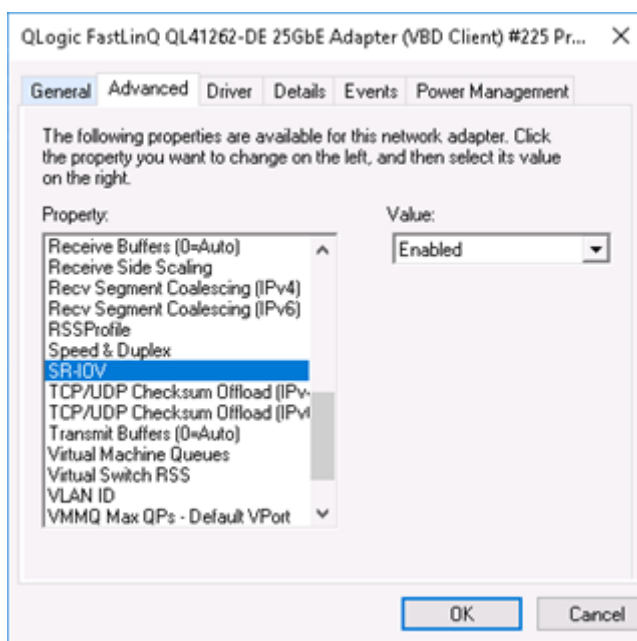 QLogic FastLinQ QL41262-DE 25GbE Adapter (VBD Client) #225 Pr...
General
Advanced
Driver
Details
Events
Power Management
The following properties are available for this network adapter. Click
the property you want to change on the left, and then select its value
on the right.
Property:
Value:
Receive Buffers (0=Auto)
Receive Side Scaling
Recv Segment Coalescing (IPv4)
Recv Segment Coalescing (IPv6)
RSSProfile
Speed & Duplex
SR-IOV
TCP/UDP Checksum Offload (IPv
TCP/UDP Checksum Offload (IPv
Transmit Buffers (0=Auto)
Virtual Machine Queues
Virtual Switch RSS
VLAN ID
VMMQ Max QPs - Default VPort
Enabled
OK
Cancel